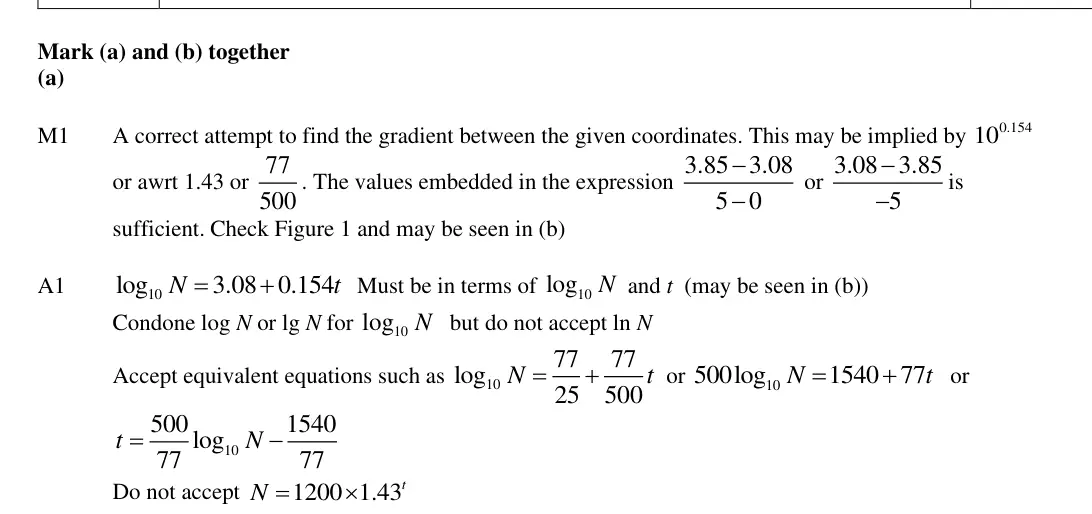 Mark (a) and (b) together
(a)
M1 A correct attempt to find the gradient between the given coordinates. This may be implied by 10^0.154
or awrt 1.43 or 77/500 . The values embedded in the expression (3.85−3.08)/(5−0) or (3.08−3.85)/(−5) is
sufficient. Check Figure 1 and may be seen in (b)
A1 log₁₀ N = 3.08+0.154t Must be in terms of log₁₀ N and t (may be seen in (b))
Condone log N or lg N for log₁₀ N but do not accept ln N
Accept equivalent equations such as log₁₀ N = 77/25 + 77/500 t or 500log₁₀ N =1540+77t or
t = 500/77 log₁₀ N − 1540/77
Do not accept N =1200×1.43^t